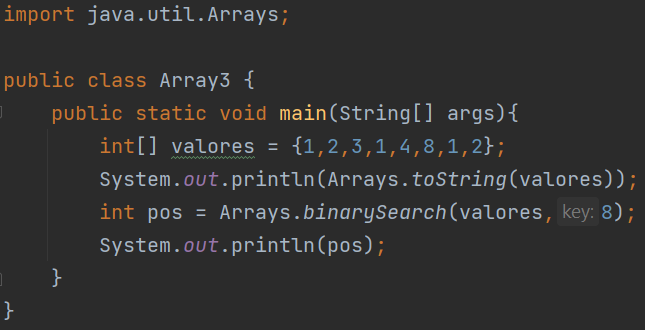 import java.util.Arrays;
public class Array3 {
public static void main(String[] args){
int[] valores = {1,2,3,1,4,8,1,2};
System.out.println(Arrays.toString(valores));
int pos = Arrays.binarySearch(valores, key: 8);
System.out.println(pos);
}
}